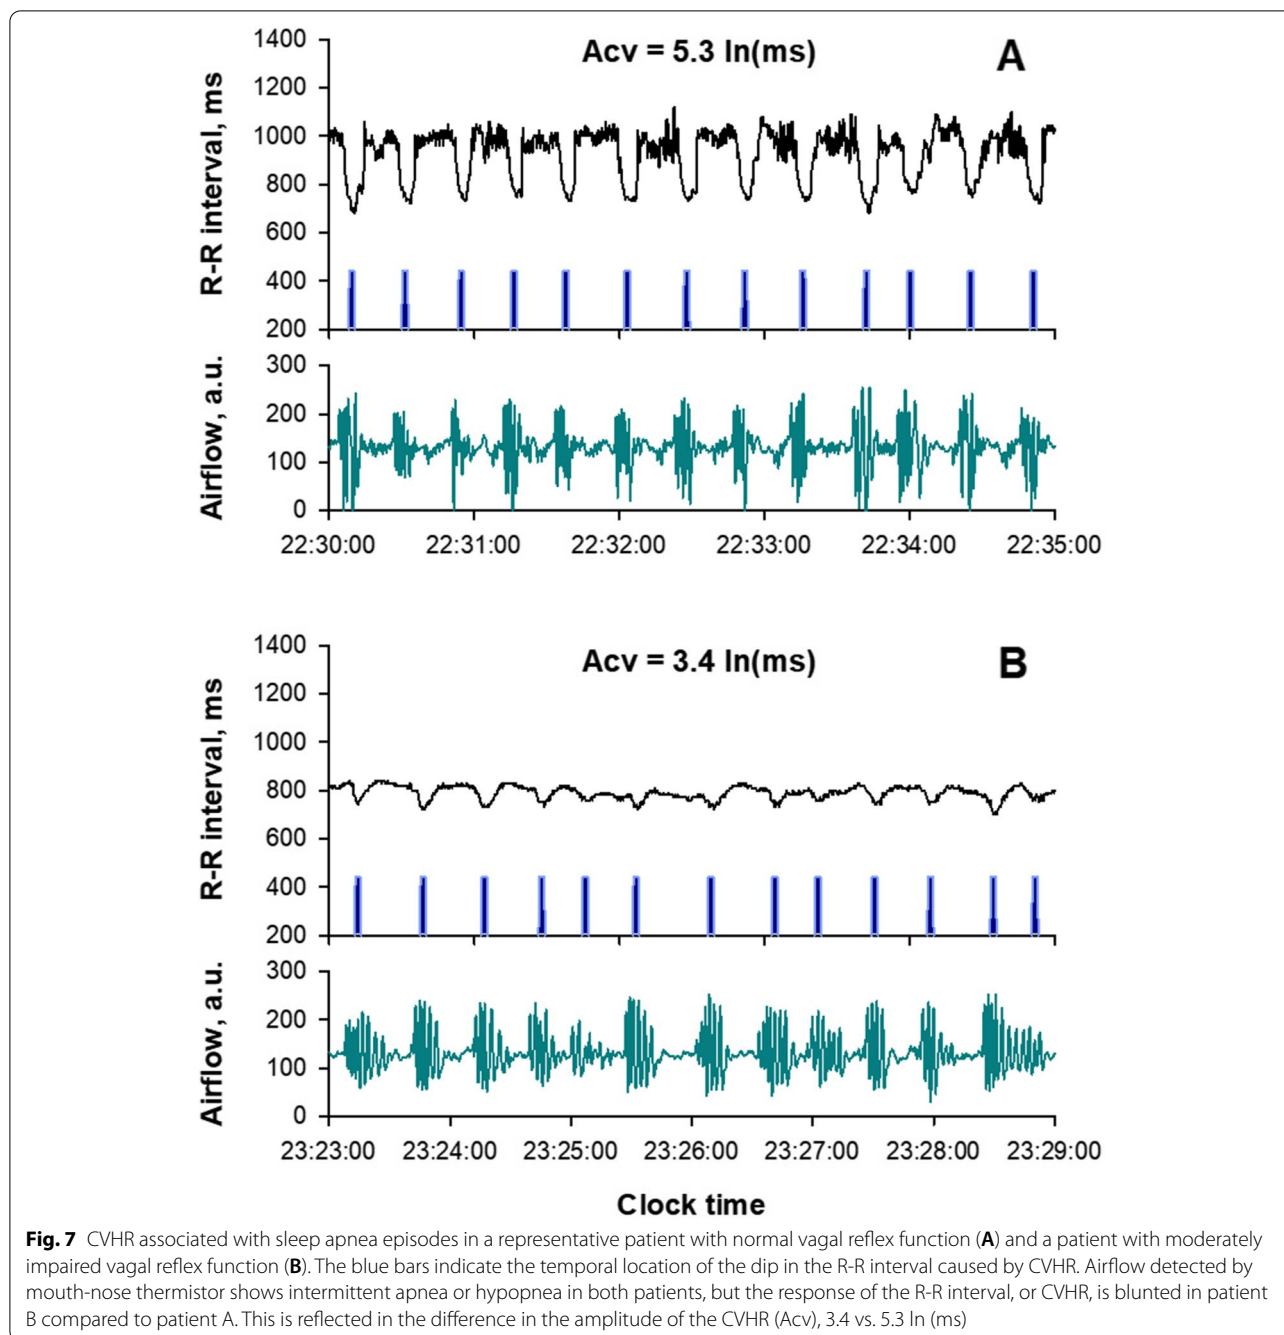 Acv = 5.3 ln(ms)
A
R-R interval, ms
1400
1200
1000
800
600
400
200
Airflow, a.u.
300
200
100
0
22:30:00 22:31:00 22:32:00 22:33:00 22:34:00 22:35:00
Acv = 3.4 ln(ms)
B
R-R interval, ms
1400
1200
1000
800
600
400
200
Airflow, a.u.
300
200
100
0
23:23:00 23:24:00 23:25:00 23:26:00 23:27:00 23:28:00 23:29:00
Clock time
Fig. 7 CVHR associated with sleep apnea episodes in a representative patient with normal vagal reflex function (A) and a patient with moderately
impaired vagal reflex function (B). The blue bars indicate the temporal location of the dip in the R-R interval caused by CVHR. Airflow detected by
mouth-nose thermistor shows intermittent apnea or hypopnea in both patients, but the response of the R-R interval, or CVHR, is blunted in patient
B compared to patient A. This is reflected in the difference in the amplitude of the CVHR (Acv), 3.4 vs. 5.3 ln (ms)